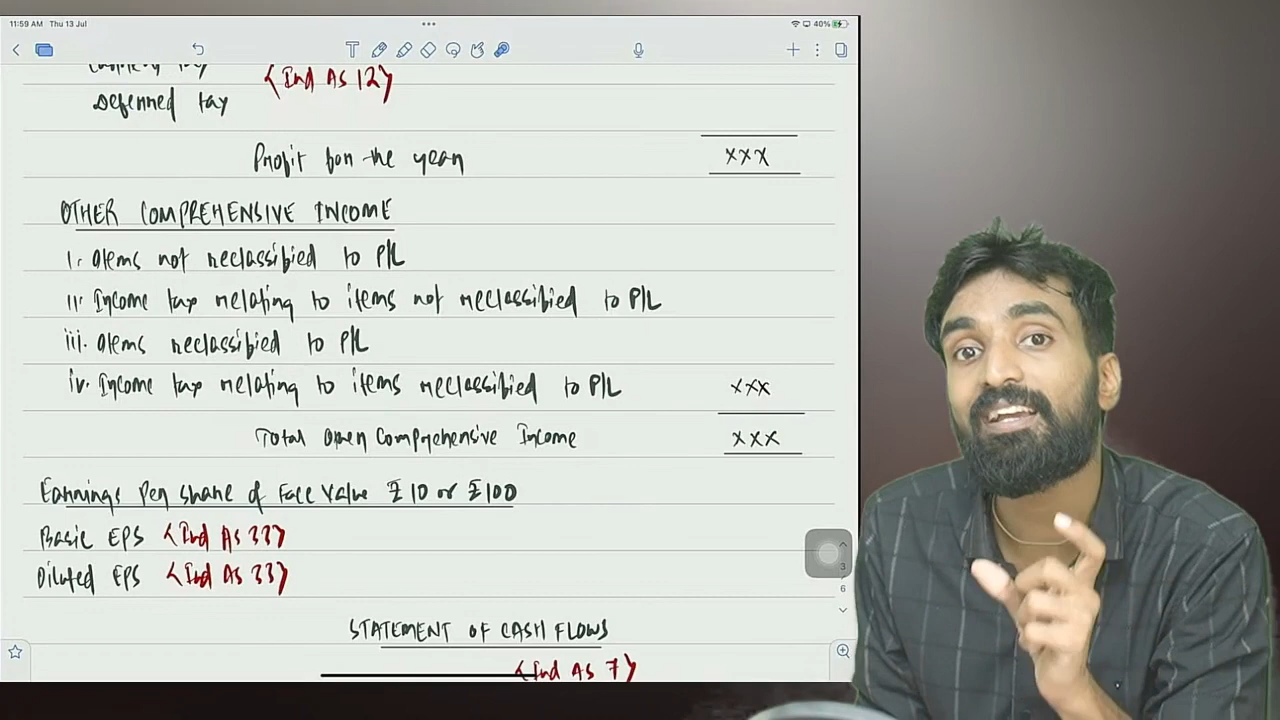 11:59 AM Thu 13 Jul
40%
<Ind As 12>
Deferred tax
Profit for the year xxx
OTHER COMPREHENSIVE INCOME
i. Items not reclassified to P/L
ii. Income tax relating to items not reclassified to P/L
iii. Items reclassified to P/L
iv. Income tax relating to items reclassified to P/L xxx
Total Comprehensive Income xxx
Earnings Per share of Face Value ₹10 or ₹100
Basic EPS <Ind As 33>
Diluted EPS <Ind As 33>
3
6
STATEMENT OF CASH FLOWS
<Ind As 7>